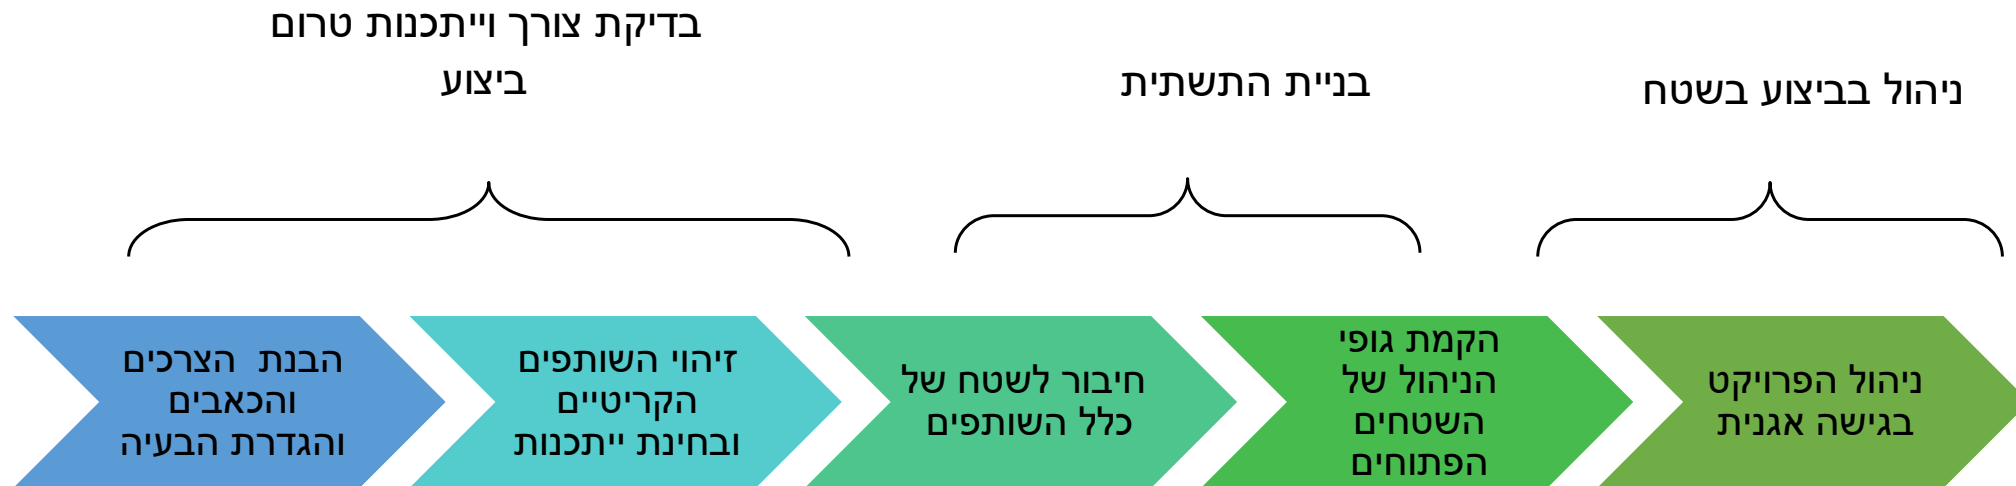 בדיקת צורך וייתכנות טרום
ביצוע
בניית התשתית
ניהול בביצוע בשטח
הבנת הצרכים
והכאבים
והגדרת הבעיה
זיהוי השותפים
הקריטיים
ובחינת ייתכנות
חיבור לשטח של
כלל השותפים
הקמת גופי
הניהול של
השטחים
הפתוחים
ניהול הפרויקט
בגישה אגנית